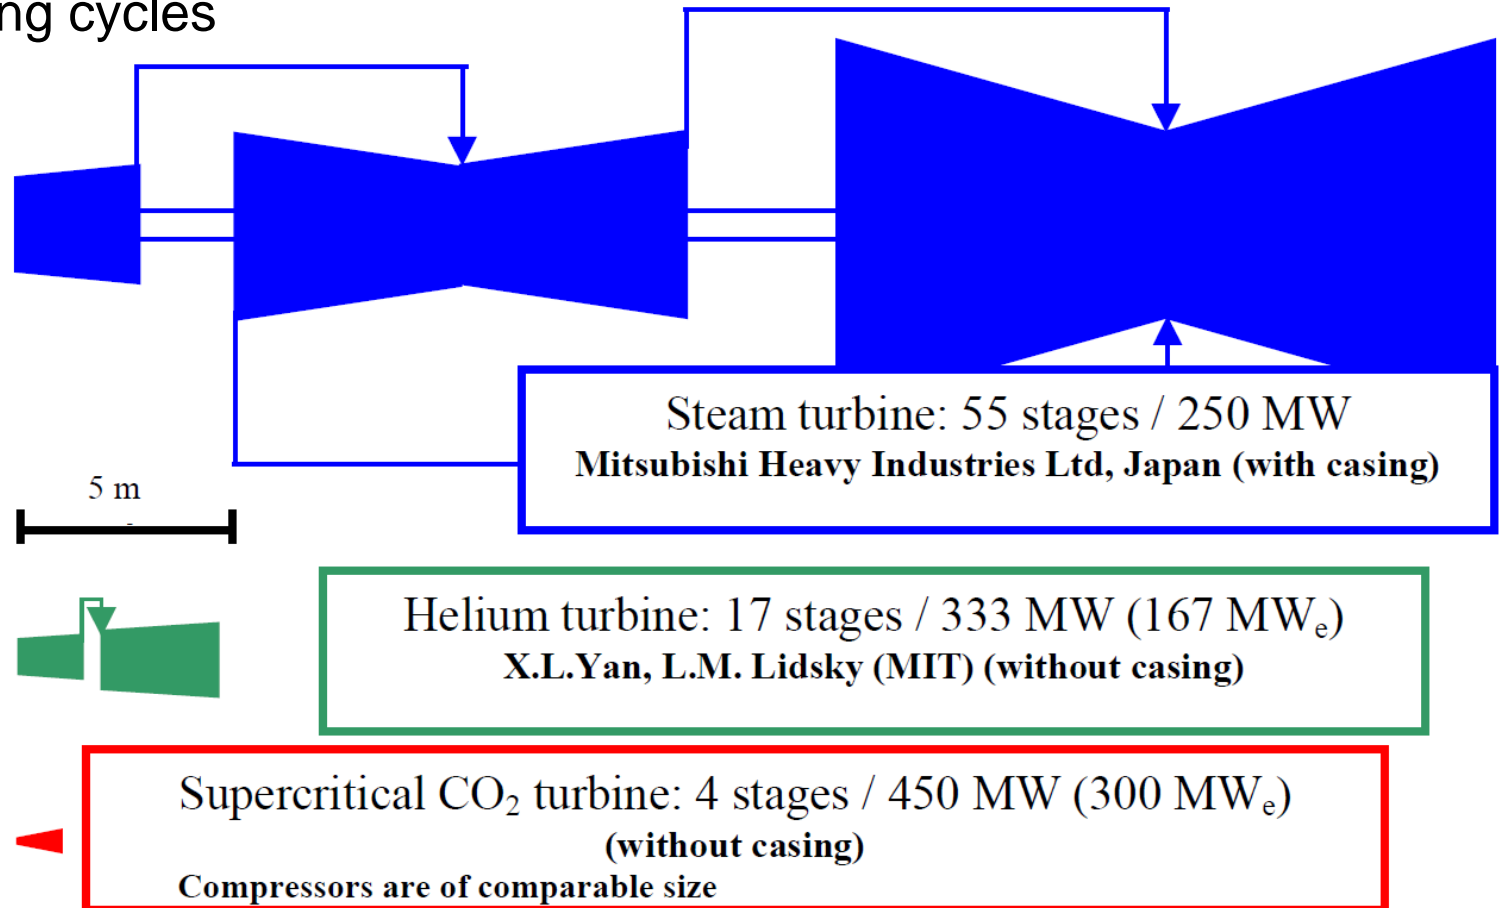 ng cycles
Steam turbine: 55 stages / 250 MW
Mitsubishi Heavy Industries Ltd, Japan (with casing)
5 m
Helium turbine: 17 stages / 333 MW (167 MWₑ)
X.L.Yan, L.M. Lidsky (MIT) (without casing)
Supercritical CO₂ turbine: 4 stages / 450 MW (300 MWₑ)
(without casing)
Compressors are of comparable size